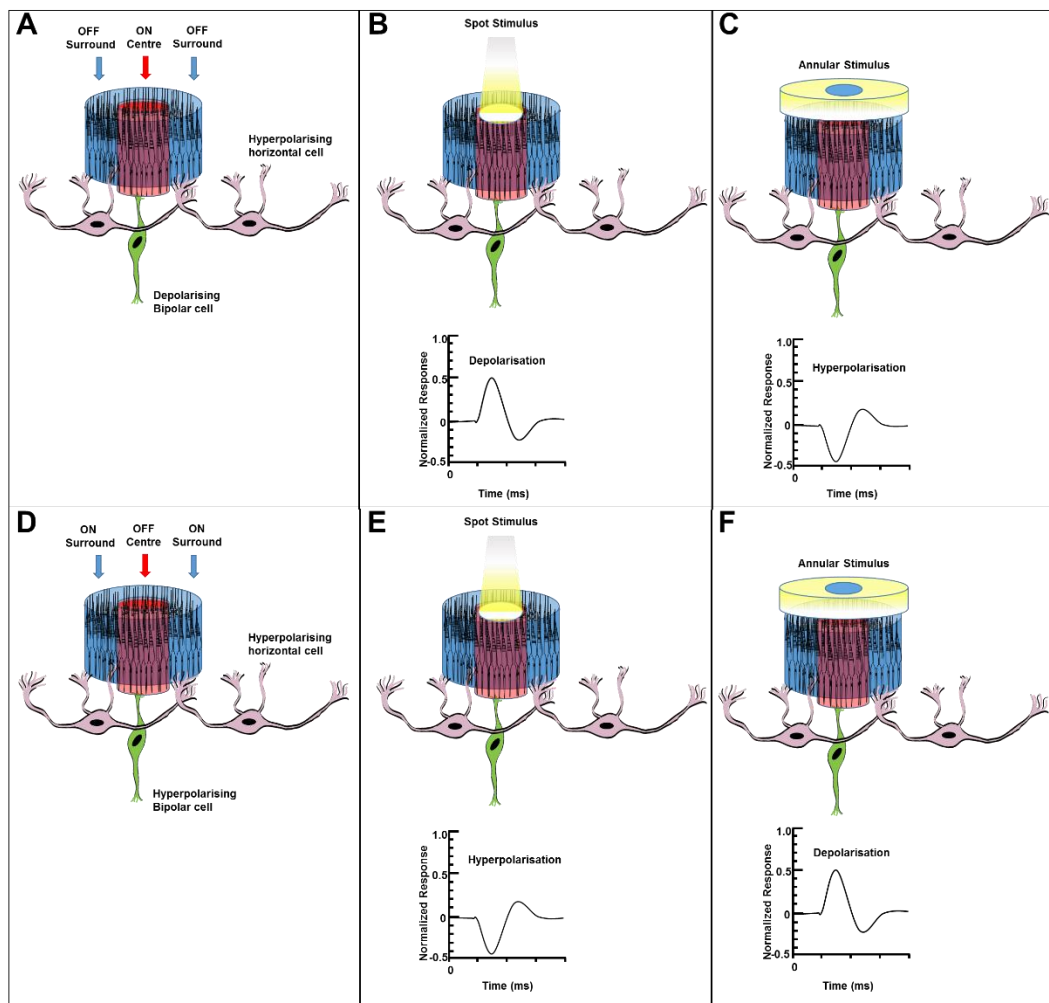 A
OFF Surround
ON Centre
OFF Surround
Hyperpolarising
horizontal cell
Depolarising
Bipolar cell
B
Spot Stimulus
Depolarisation
Normalized Response
1.0
0.5
0
-0.5
0
Time (ms)
C
Annular Stimulus
Hyperpolarisation
Normalized Response
1.0
0.5
0
-0.5
0
Time (ms)
D
ON Surround
OFF Centre
ON Surround
Hyperpolarising
horizontal cell
Hyperpolarising
Bipolar cell
E
Spot Stimulus
Hyperpolarisation
Normalized Response
1.0
0.5
0
-0.5
0
Time (ms)
F
Annular Stimulus
Depolarisation
Normalized Response
1.0
0.5
0
-0.5
0
Time (ms)